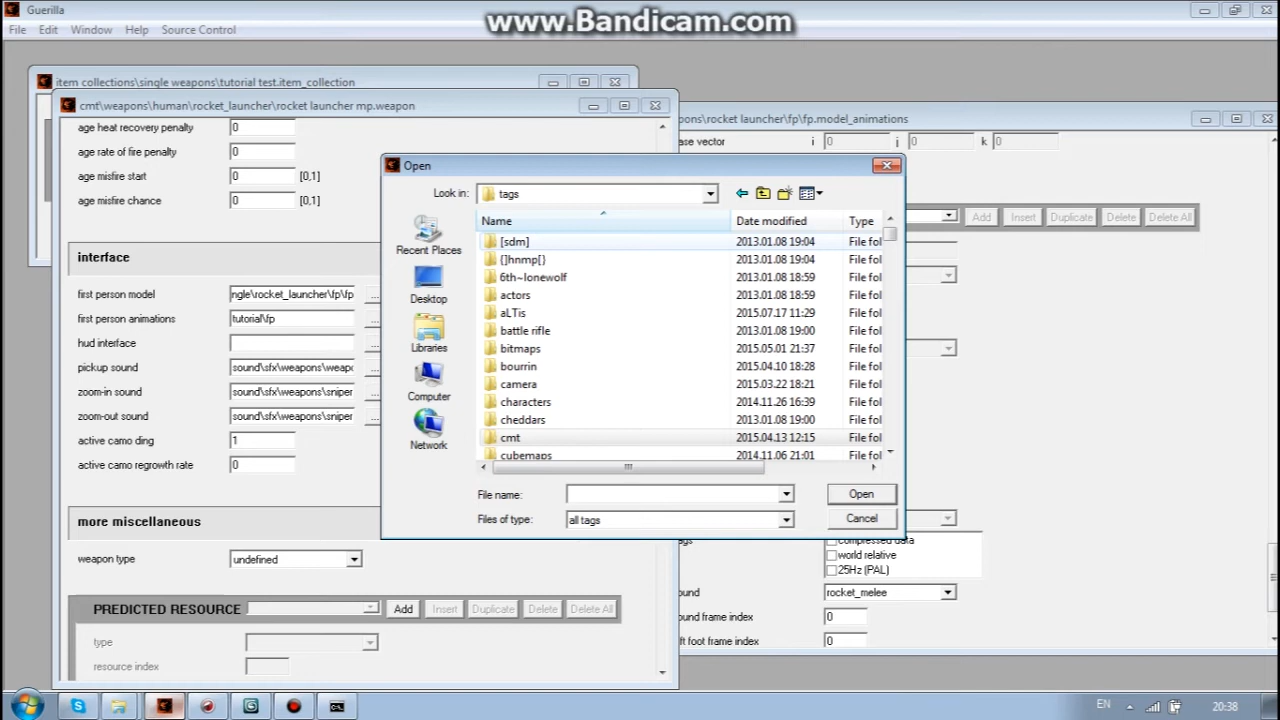 www.Bandicam.com
Guerilla
File Edit Window Help Source Control
item collections\single weapons\tutorial test.item_collection
cmt\weapons\human\rocket_launcher\rocket launcher mp.weapon
pons\rocket launcher\fp\fp.model_animations
age heat recovery penalty 0
age rate of fire penalty 0
age misfire start 0 [0,1]
age misfire chance 0 [0,1]
interface
first person model ngle\rocket_launcher\fp\fp ...
first person animations tutorial\fp ...
hud interface ...
pickup sound sound\sfx\weapons\weapo ...
zoom-in sound sound\sfx\weapons\sniper ...
zoom-out sound sound\sfx\weapons\sniper ...
active camo ding 1
active camo regrowth rate 0
more miscellaneous
weapon type undefined
PREDICTED RESOURCE Add Insert Duplicate Delete Delete All
type
resource index
Open
Look in: tags
Recent Places
Desktop
Libraries
Computer
Network
Name Date modified Type
[sdm] 2013.01.08 19:04 File fol
{]hnmp[} 2013.01.08 19:04 File fol
6th~lonewolf 2013.01.08 18:59 File fol
actors 2013.01.08 18:59 File fol
aLTis 2015.07.17 11:29 File fol
battle rifle 2013.01.08 19:00 File fol
bitmaps 2015.05.01 21:37 File fol
bourrin 2015.04.10 18:28 File fol
camera 2015.03.22 18:21 File fol
characters 2014.11.26 16:39 File fol
cheddars 2013.01.08 19:00 File fol
cmt 2015.04.13 12:15 File fol
cubemaps 2014.11.06 21:01 File fol
File name: Open
Files of type: all tags Cancel
ase vector i 0 j 0 k 0
Add Insert Duplicate Delete Delete All
ags compressed data
world relative
25Hz (PAL)
ound rocket_melee
ound frame index 0
ft foot frame index 0
EN 20:38